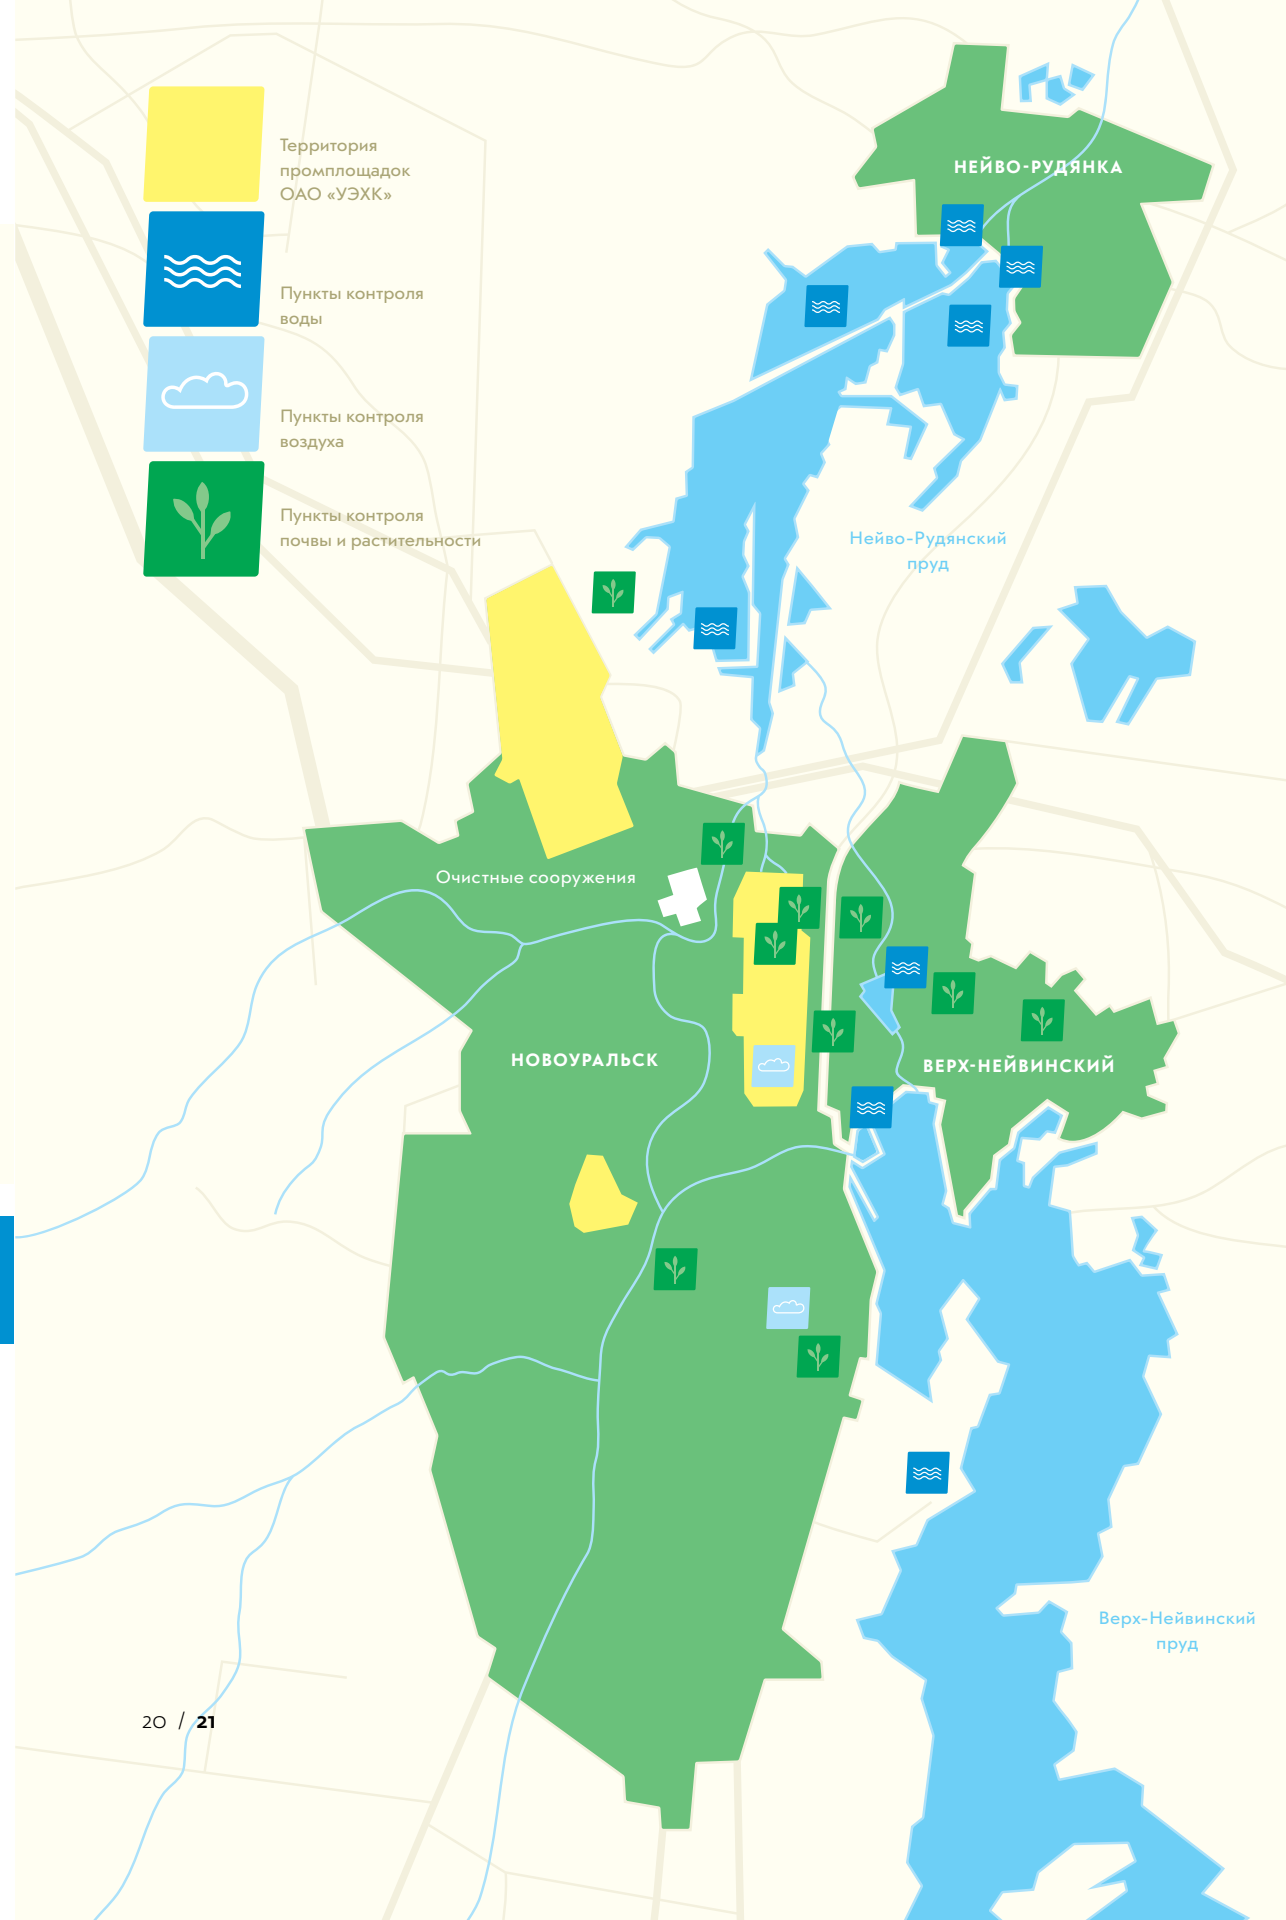 НЕЙВО-РУДЯНКА
Территория
промплощадок
ОАО «УЭХК»
Пункты контроля
воды
Пункты контроля
воздуха
Пункты контроля
почвы и растительности
Нейво-Рудянский
пруд
Очистные сооружения
НОВОУРАЛЬСК
ВЕРХ-НЕЙВИНСКИЙ
Верх-Нейвинский
пруд
20 / 21